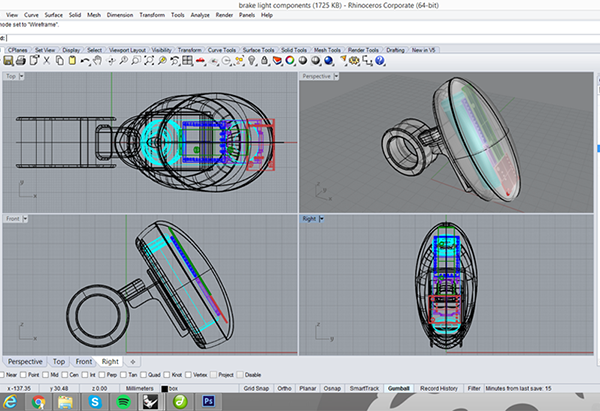 brake light components (1725 KB) - Rhinoceros Corporate (64-bit)
View Curve Surface Solid Mesh Dimension Transform Tools Analyze Render Panels Help
mode set to "Wireframe".
nd:
CPlanes Set View Display Select Viewport Layout Visibility Transform Curve Tools Surface Tools Solid Tools Mesh Tools Render Tools Drafting New in V5
Top
Perspective
Front
Right
Perspective Top Front Right
Near Point Mid Cen Int Perp Tan Quad Knot Vertex Project Disable
x -137.35 y 30.48 z 0.00 Millimeters box Grid Snap Ortho Planar Osnap SmartTrack Gumball Record History Filter Minutes from last save: 15